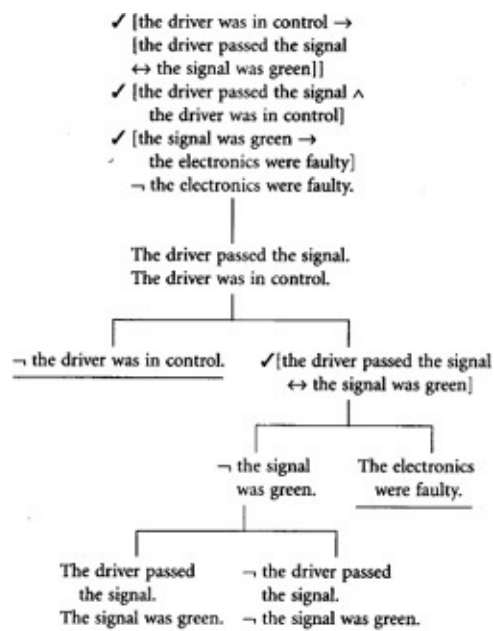 ✓ [the driver was in control →
[the driver passed the signal
↔ the signal was green]]
✓ [the driver passed the signal ∧
the driver was in control]
✓ [the signal was green →
the electronics were faulty]
¬ the electronics were faulty.
The driver passed the signal.
The driver was in control.
¬ the driver was in control.
✓[the driver passed the signal
↔ the signal was green]
¬ the signal
was green.
The electronics
were faulty.
The driver passed
the signal.
The signal was green.
¬ the driver passed
the signal.
¬ the signal was green.